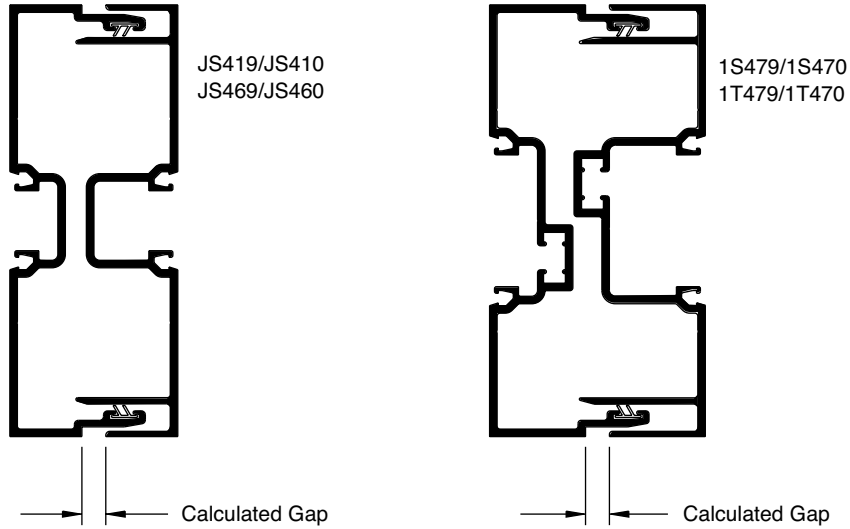 JS419/JS410
JS469/JS460
1S479/1S470
1T479/1T470
Calculated Gap
Calculated Gap